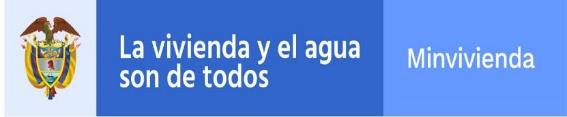 La vivienda y el agua
son de todos
Minvivienda